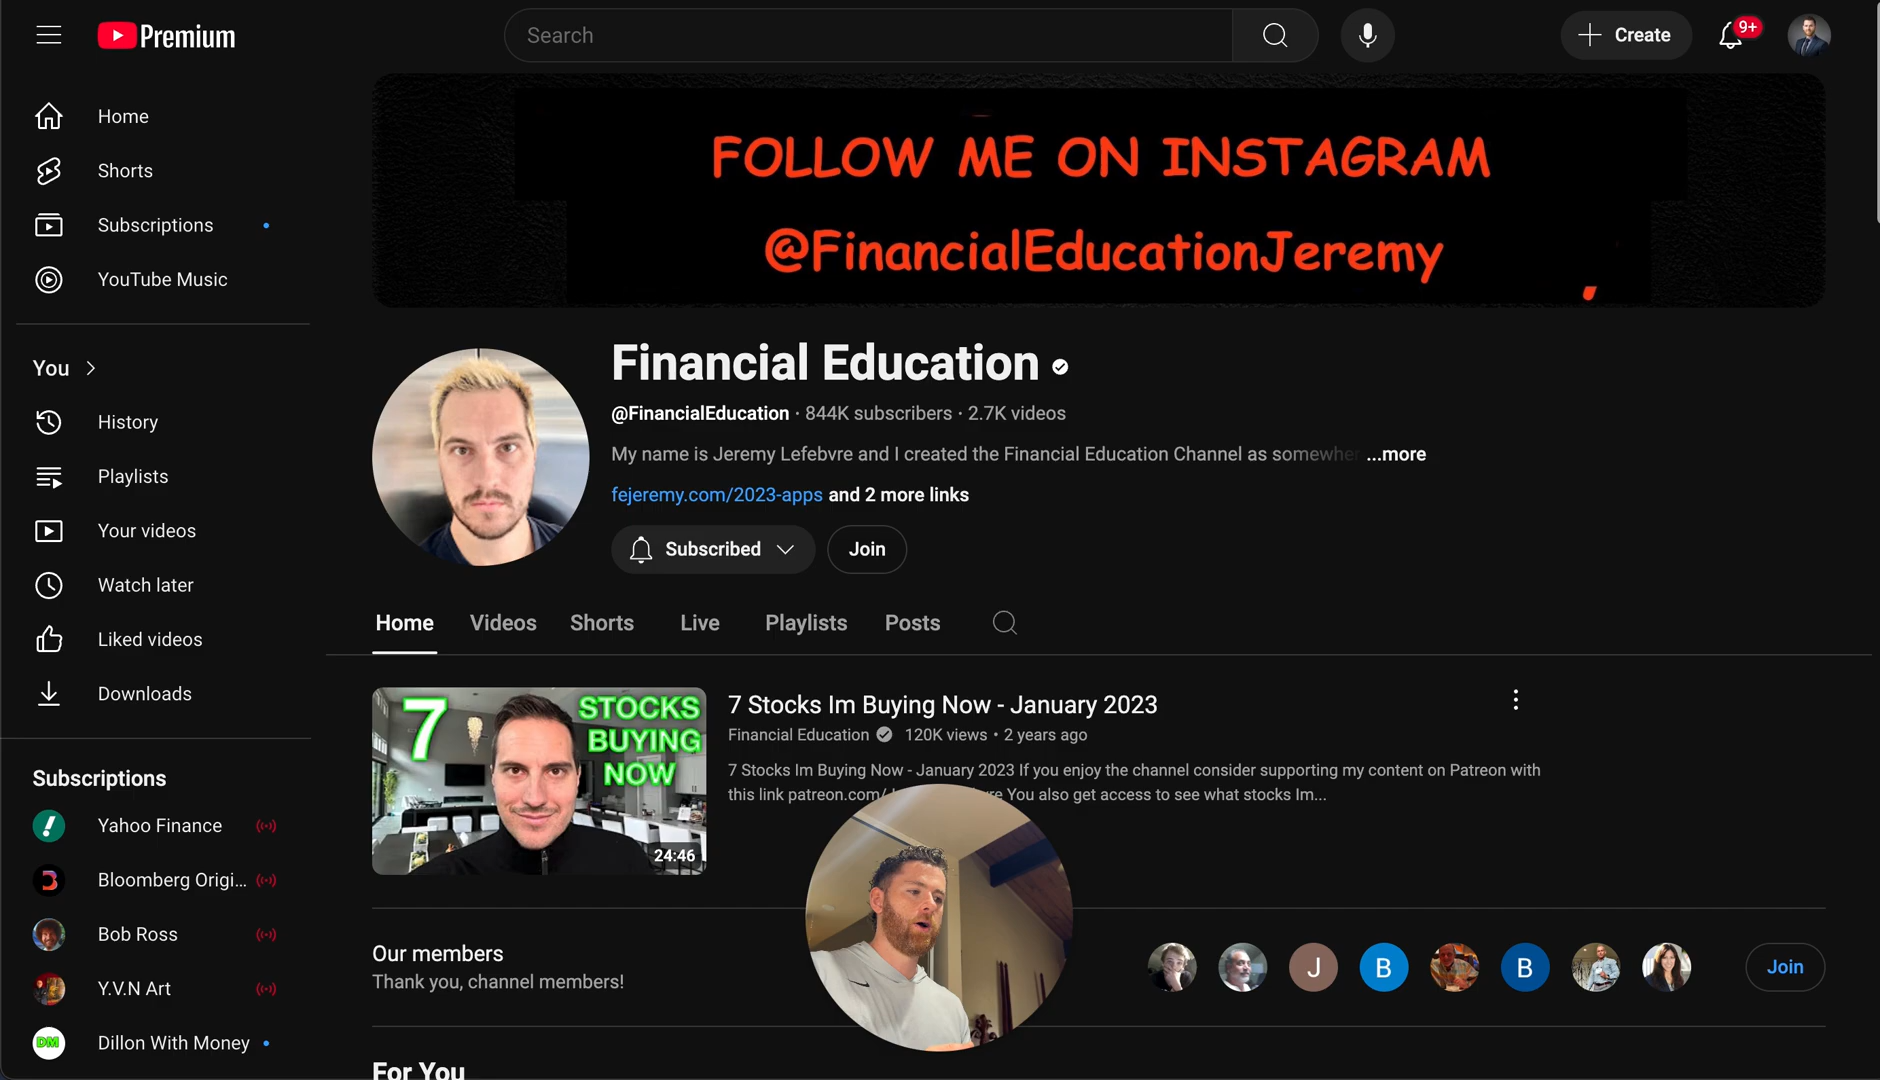 Premium
Search
Create
9+
Home
Shorts
Subscriptions
YouTube Music
You
History
Playlists
Your videos
Watch later
Liked videos
Downloads
Subscriptions
Yahoo Finance
Bloomberg Origi...
Bob Ross
Y.V.N Art
DM
Dillon With Money
FOLLOW ME ON INSTAGRAM
@FinancialEducationJeremy
Financial Education
@FinancialEducation · 844K subscribers · 2.7K videos
My name is Jeremy Lefebvre and I created the Financial Education Channel as somewher ...more
fejeremy.com/2023-apps and 2 more links
Subscribed
Join
Home Videos Shorts Live Playlists Posts
7 STOCKS
BUYING
NOW
24:46
7 Stocks Im Buying Now - January 2023
Financial Education 120K views • 2 years ago
7 Stocks Im Buying Now - January 2023 If you enjoy the channel consider supporting my content on Patreon with
this link patreon.com/ You also get access to see what stocks Im...
Our members
Thank you, channel members!
J B B
Join
For You